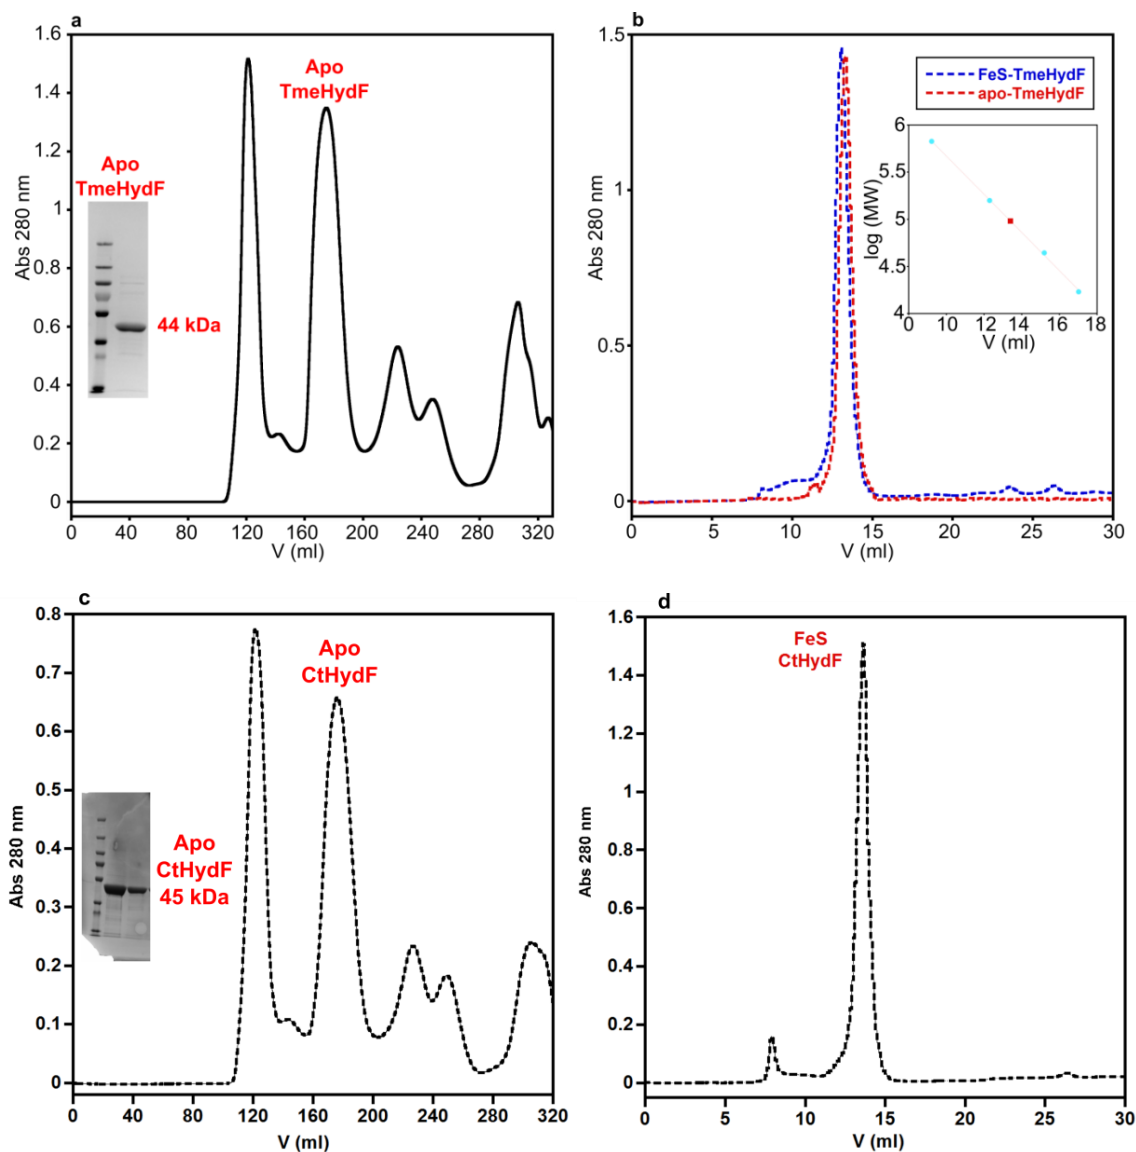 a
1.6
1.4
1.2
1
0.8
0.6
0.4
0.2
0
Abs 280 nm
Apo
TmeHydF
Apo
TmeHydF
44 kDa
0 40 80 120 160 200 240 280 320
V (ml)
b
1.5
1
0.5
0
Abs 280 nm
FeS-TmeHydF
apo-TmeHydF
6
5.5
5
4.5
4
log (MW)
0 10 12 14 16 18
V (ml)
0 5 10 15 20 25 30
V (ml)
c
0.8
0.7
0.6
0.5
0.4
0.3
0.2
0.1
0
Abs 280 nm
Apo
CtHydF
Apo
CtHydF
45 kDa
0 40 80 120 160 200 240 280 320
V (ml)
d
1.6
1.4
1.2
1
0.8
0.6
0.4
0.2
0
Abs 280 nm
FeS
CtHydF
0 5 10 15 20 25 30
V (ml)